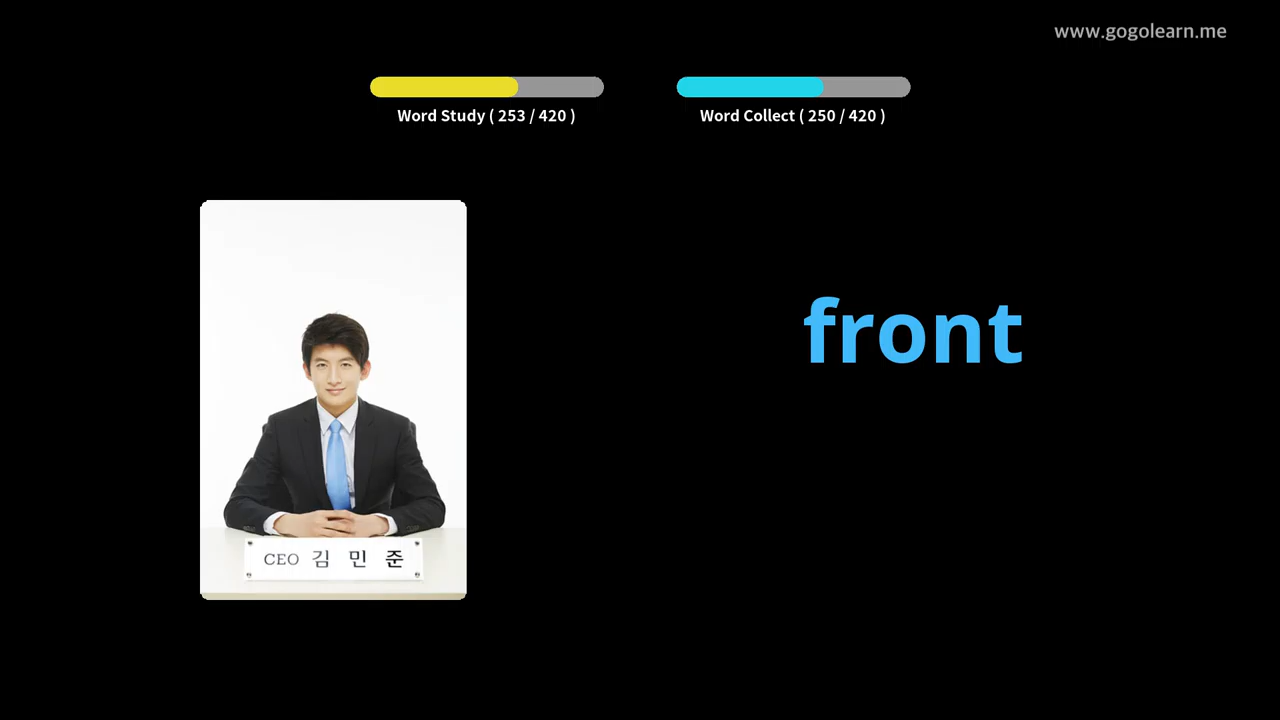 www.gogolearn.me
Word Study ( 253 / 420 )
Word Collect ( 250 / 420 )
front
CEO 김 민 준